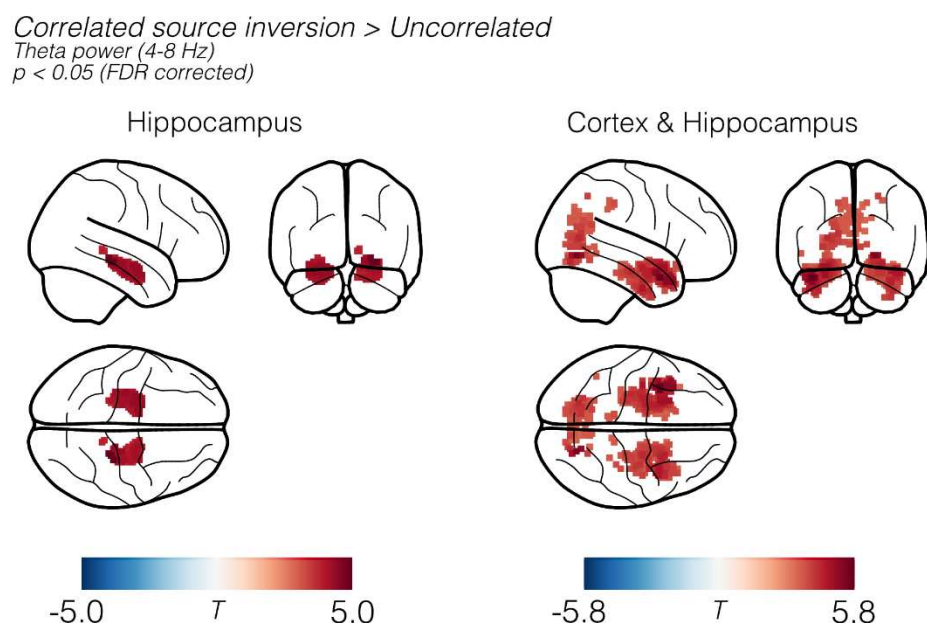 Correlated source inversion > Uncorrelated
Theta power (4-8 Hz)
p < 0.05 (FDR corrected)
Hippocampus
Cortex & Hippocampus
-5.0 T 5.0
-5.8 T 5.8